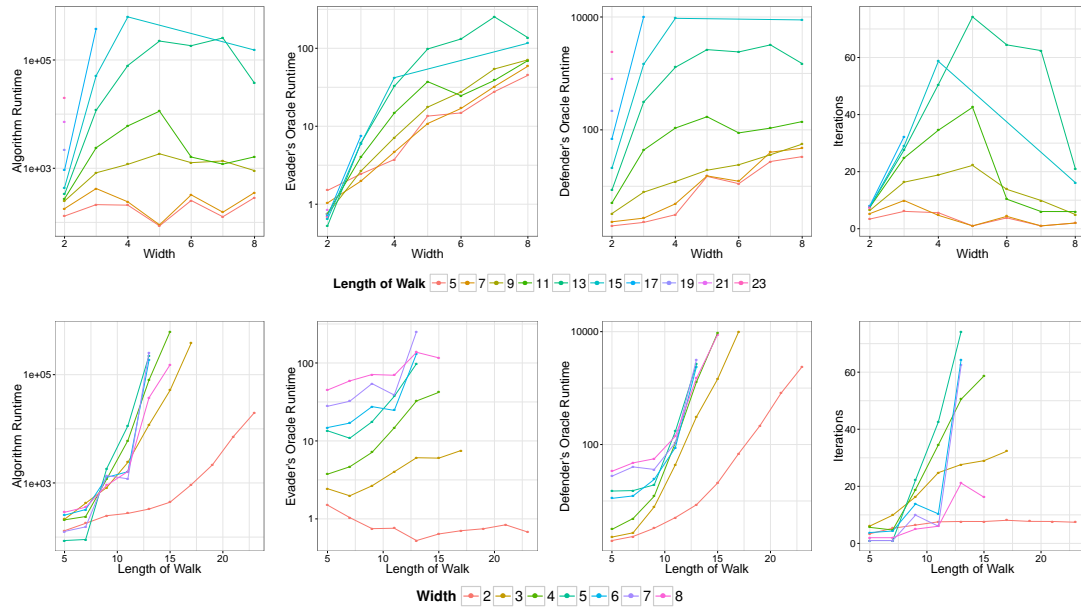 Algorithm Runtime
1e+05
1e+03
2 4 6 8
Width
Evader's Oracle Runtime
100
10
1
2 4 6 8
Width
Defender's Oracle Runtime
10000
100
2 4 6 8
Width
Iterations
60
40
20
0
2 4 6 8
Width
Length of Walk 5 7 9 11 13 15 17 19 21 23
Algorithm Runtime
1e+05
1e+03
5 10 15 20
Length of Walk
Evader's Oracle Runtime
100
10
1
5 10 15 20
Length of Walk
Defender's Oracle Runtime
10000
100
5 10 15 20
Length of Walk
Iterations
60
40
20
0
5 10 15 20
Length of Walk
Width 2 3 4 5 6 7 8